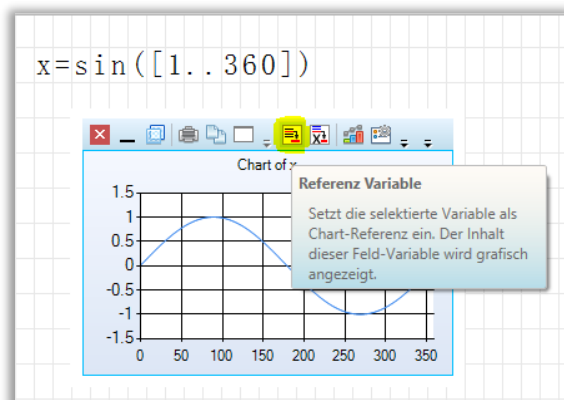 x=sin([1..360])
Chart of x
Referenz Variable
Setzt die selektierte Variable als
Chart-Referenz ein. Der Inhalt
dieser Feld-Variable wird grafisch
angezeigt.
1.5
1
0.5
0
-0.5
-1
-1.5
0 50 100 150 200 250 300 350